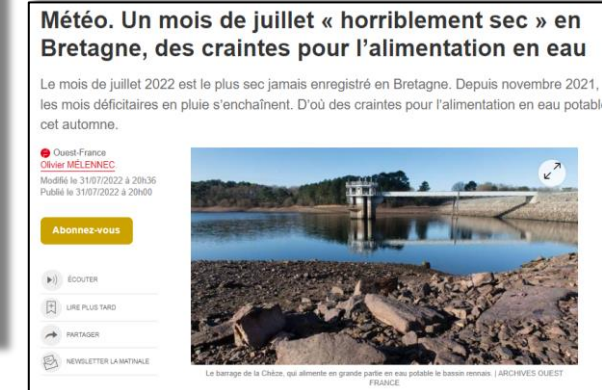 Météo. Un mois de juillet « horriblement sec » en
Bretagne, des craintes pour l’alimentation en eau
Le mois de juillet 2022 est le plus sec jamais enregistré en Bretagne. Depuis novembre 2021,
les mois déficitaires en pluie s’enchaînent. D’où des craintes pour l’alimentation en eau potable
cet automne.
Ouest-France
Olivier MÉLENNEC
Modifié le 31/07/2022 à 20h36
Publié le 31/07/2022 à 20h00
Abonnez-vous
ÉCOUTER
LIRE PLUS TARD
PARTAGER
NEWSLETTER LA MATINALE
Le barrage de la Chèze, qui alimente en grande partie en eau potable le bassin rennais. | ARCHIVES OUEST
FRANCE